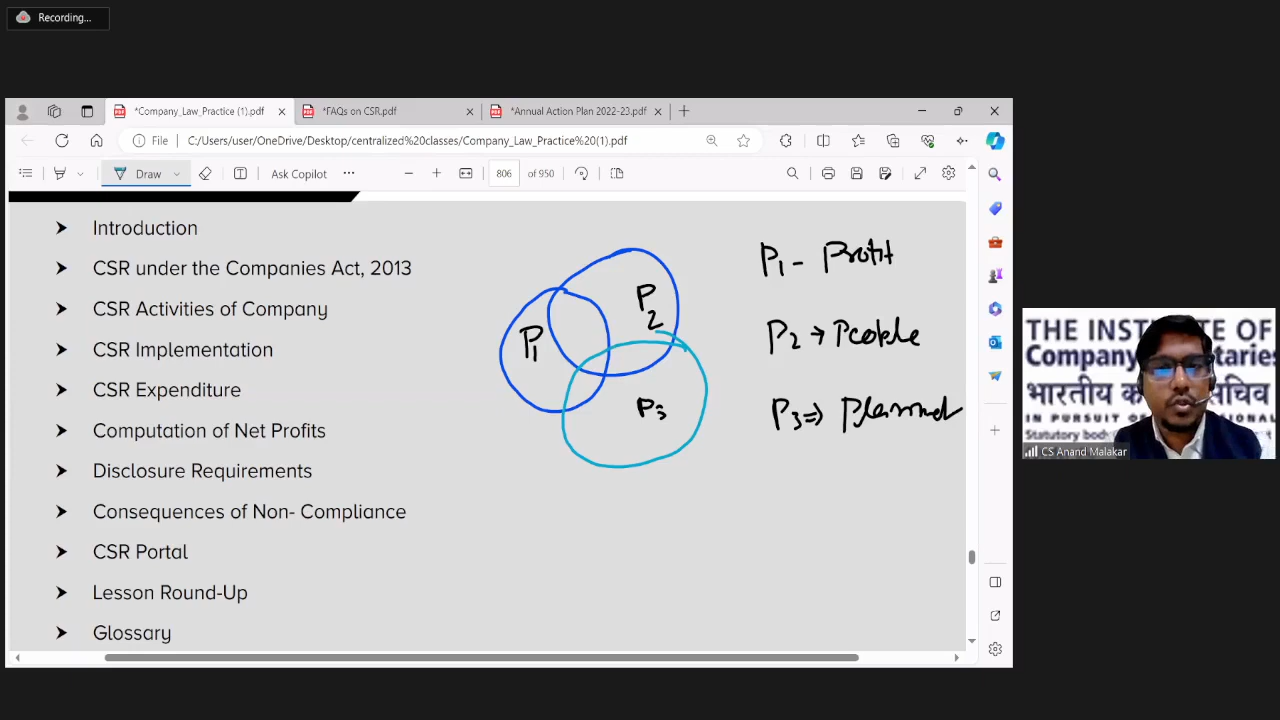 Recording...
*Company_Law_Practice (1).pdf
*FAQs on CSR.pdf
*Annual Action Plan 2022-23.pdf
File
C:/Users/user/OneDrive/Desktop/centralized%20classes/Company_Law_Practice%20(1).pdf
Draw
Ask Copilot
806 of 950
Introduction
CSR under the Companies Act, 2013
CSR Activities of Company
CSR Implementation
CSR Expenditure
Computation of Net Profits
Disclosure Requirements
Consequences of Non- Compliance
CSR Portal
Lesson Round-Up
Glossary
P1
P2
P3
P1 - Profit
P2 → People
P3 ⇒
THE INSTITUTE OF
Company
भारतीय
IN PURSUIT OF
Statutory body
CS Anand Malakar